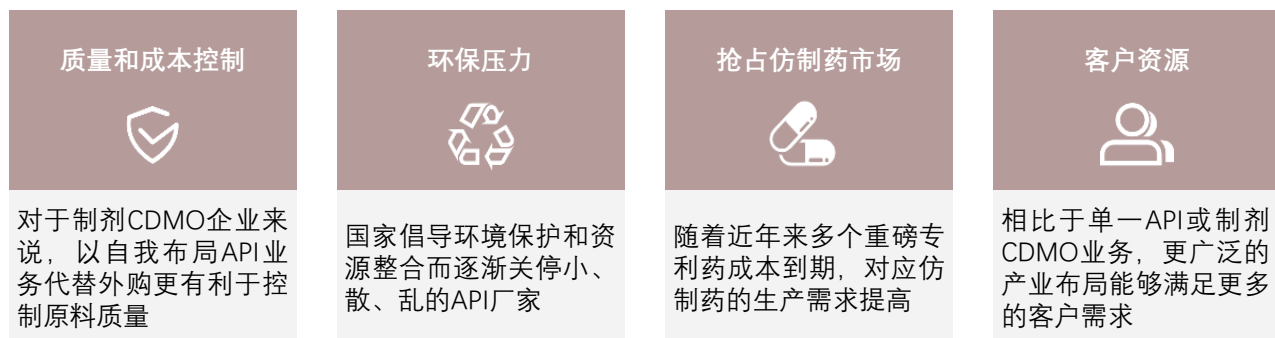 质量和成本控制
对于制剂CDMO企业来
说，以自我布局API业
务代替外购更有利于控
制原料质量
环保压力
国家倡导环境保护和资
源整合而逐渐关停小、
散、乱的API厂家
抢占仿制药市场
随着近年来多个重磅专
利药成本到期，对应仿
制药的生产需求提高
客户资源
相比于单一API或制剂
CDMO业务，更广泛的
产业布局能够满足更多
的客户需求